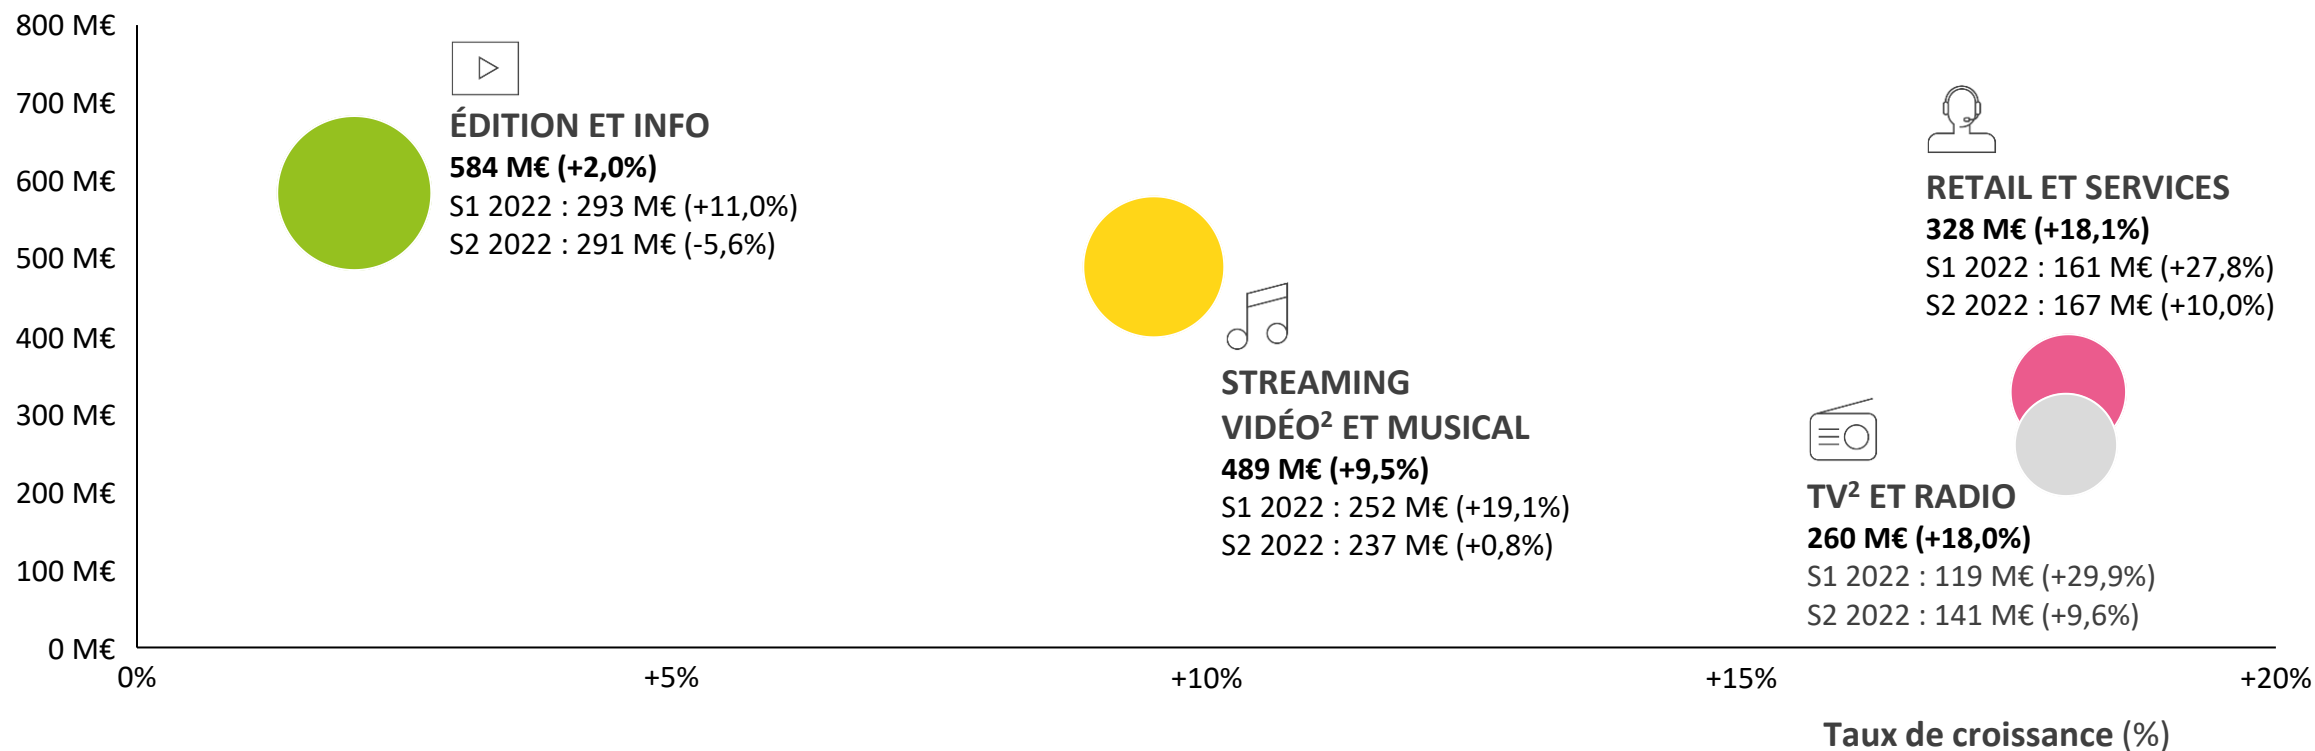 800 M€
700 M€
600 M€
500 M€
400 M€
300 M€
200 M€
100 M€
0 M€
ÉDITION ET INFO
584 M€ (+2,0%)
S1 2022 : 293 M€ (+11,0%)
S2 2022 : 291 M€ (-5,6%)
STREAMING
VIDÉO² ET MUSICAL
489 M€ (+9,5%)
S1 2022 : 252 M€ (+19,1%)
S2 2022 : 237 M€ (+0,8%)
RETAIL ET SERVICES
328 M€ (+18,1%)
S1 2022 : 161 M€ (+27,8%)
S2 2022 : 167 M€ (+10,0%)
TV² ET RADIO
260 M€ (+18,0%)
S1 2022 : 119 M€ (+29,9%)
S2 2022 : 141 M€ (+9,6%)
0% +5% +10% +15% +20%
Taux de croissance (%)